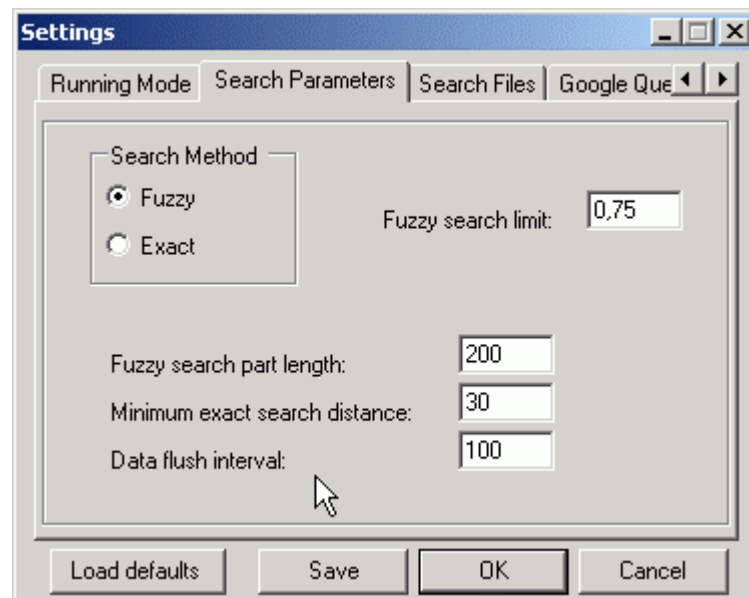 Settings
Running Mode Search Parameters Search Files Google Que
Search Method
Fuzzy
Fuzzy search limit: 0,75
Exact
Fuzzy search part length: 200
Minimum exact search distance: 30
Data flush interval: 100
Load defaults Save OK Cancel